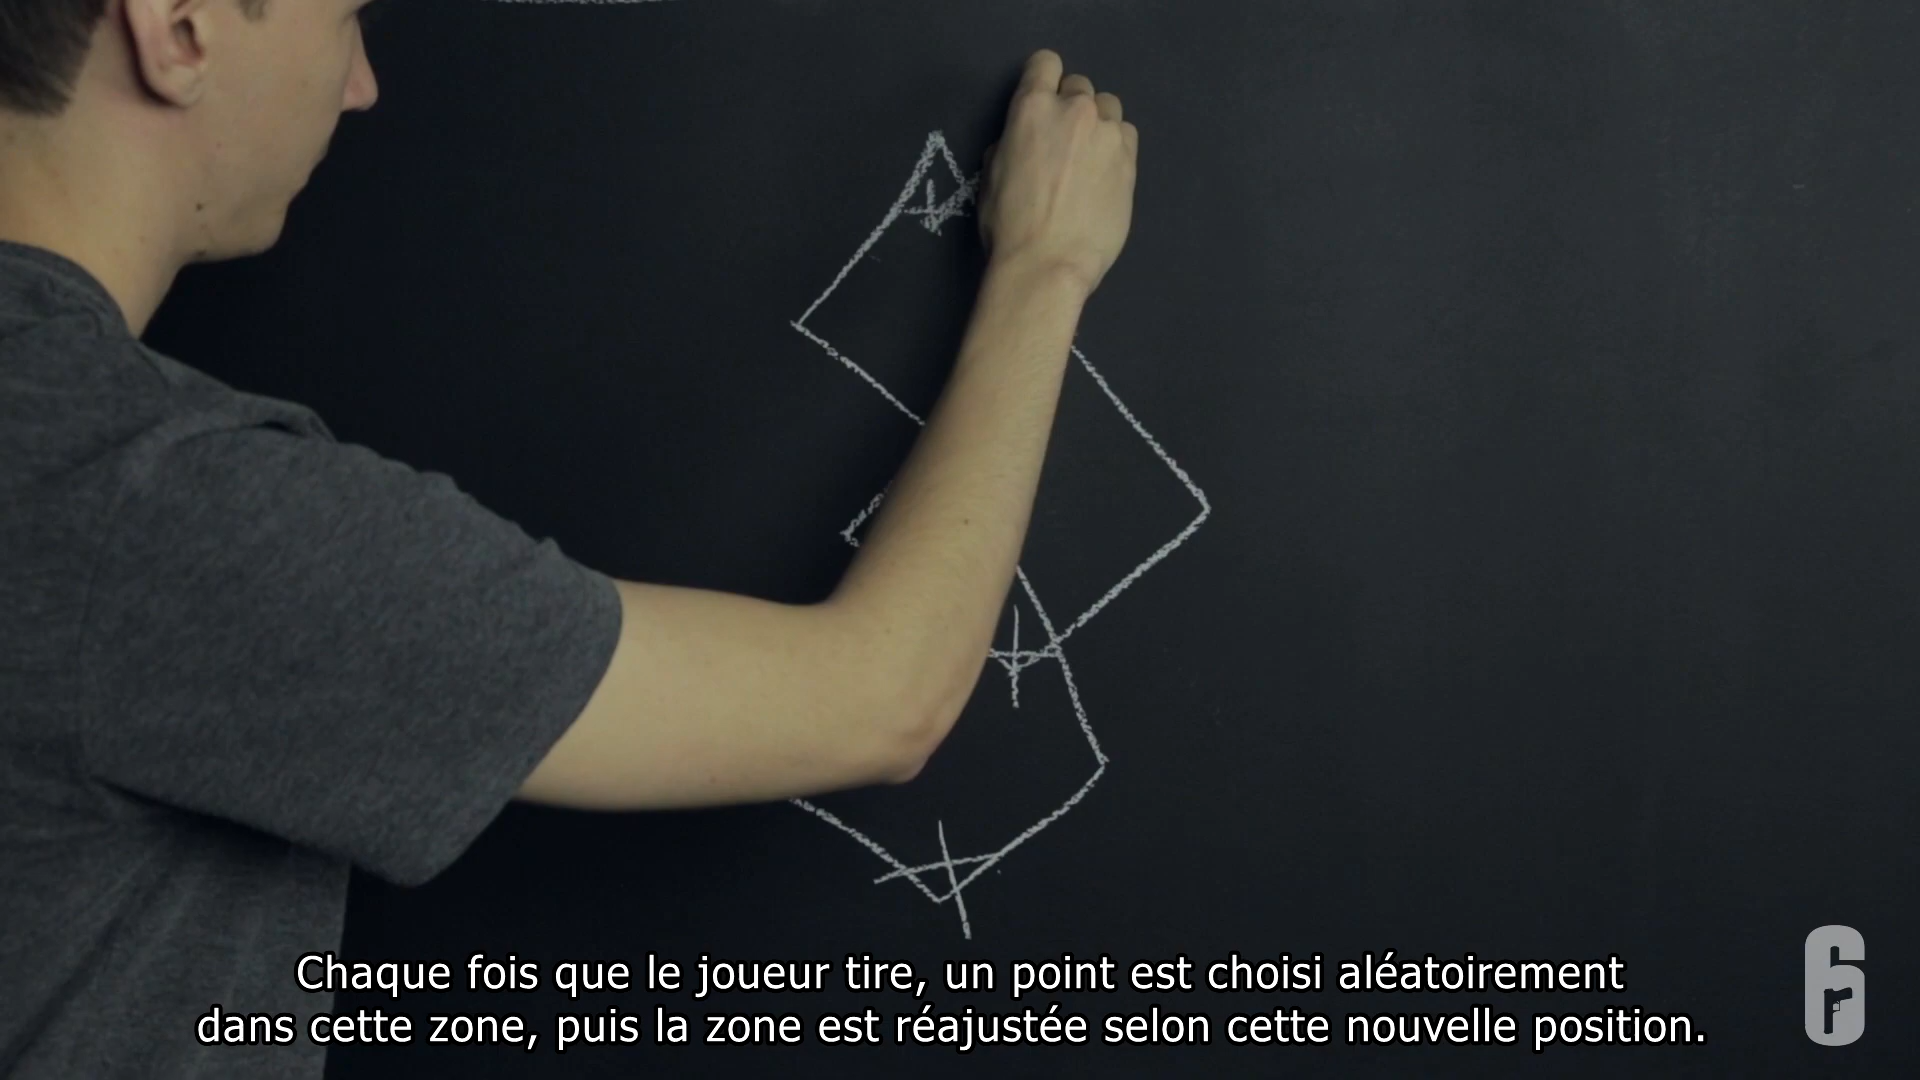 Chaque fois que le joueur tire, un point est choisi aléatoirement
dans cette zone, puis la zone est réajustée selon cette nouvelle position.
6